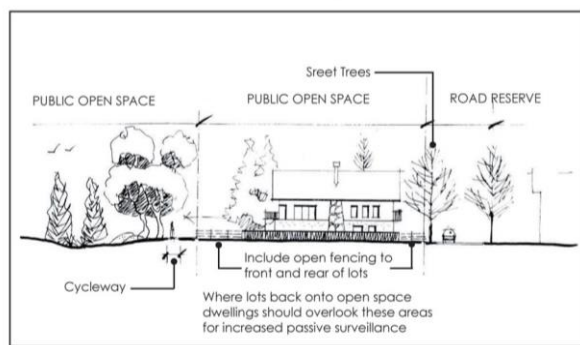 Sreet Trees
PUBLIC OPEN SPACE
PUBLIC OPEN SPACE
ROAD RESERVE
Include open fencing to
front and rear of lots
Cycleway
Where lots back onto open space
dwellings should overlook these areas
for increased passive surveillance